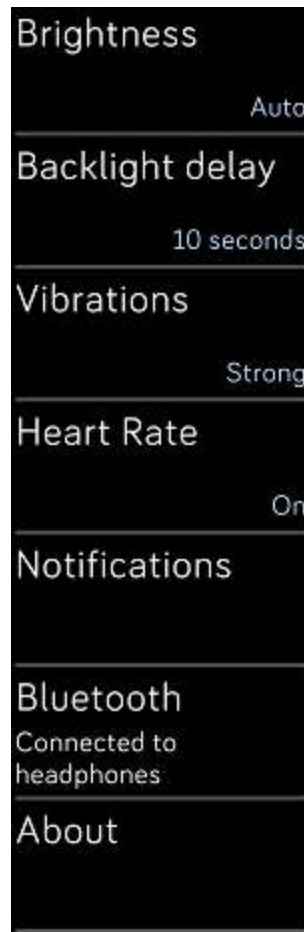 Brightness
Auto
Backlight delay
10 seconds
Vibrations
Strong
Heart Rate
On
Notifications
Bluetooth
Connected to
headphones
About